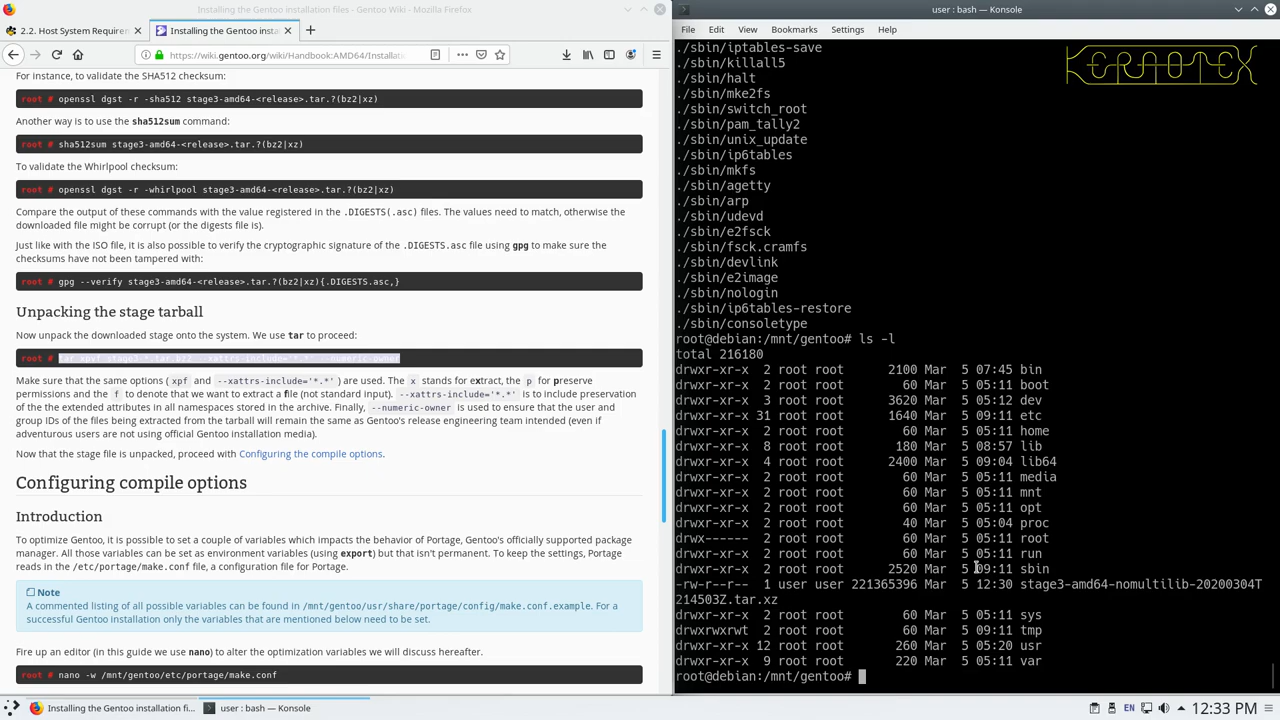 Installing the Gentoo installation files - Gentoo Wiki - Mozilla Firefox
2.2. Host System Requirem
Installing the Gentoo insta
https://wiki.gentoo.org/wiki/Handbook:AMD64/Installat
For instance, to validate the SHA512 checksum:
root # openssl dgst -r -sha512 stage3-amd64-<release>.tar.?(bz2|xz)
Another way is to use the sha512sum command:
root # sha512sum stage3-amd64-<release>.tar.?(bz2|xz)
To validate the Whirlpool checksum:
root # openssl dgst -r -whirlpool stage3-amd64-<release>.tar.?(bz2|xz)
Compare the output of these commands with the value registered in the .DIGESTS(.asc) files. The values need to match, otherwise the
downloaded file might be corrupt (or the digests file is).
Just like with the ISO file, it is also possible to verify the cryptographic signature of the .DIGESTS.asc file using gpg to make sure the
checksums have not been tampered with:
root # gpg --verify stage3-amd64-<release>.tar.?(bz2|xz){.DIGESTS.asc,}
Unpacking the stage tarball
Now unpack the downloaded stage onto the system. We use tar to proceed:
root # tar xpvf stage3-*.tar.bz2 --xattrs-include='*.*' --numeric-owner
Make sure that the same options ( xpf and --xattrs-include='*.*' ) are used. The x stands for extract, the p for preserve
permissions and the f to denote that we want to extract a file (not standard input). --xattrs-include='*.*' is to include preservation
of the the extended attributes in all namespaces stored in the archive. Finally, --numeric-owner is used to ensure that the user and
group IDs of the files being extracted from the tarball will remain the same as Gentoo's release engineering team intended (even if
adventurous users are not using official Gentoo installation media).
Now that the stage file is unpacked, proceed with Configuring the compile options.
Configuring compile options
Introduction
To optimize Gentoo, it is possible to set a couple of variables which impacts the behavior of Portage, Gentoo's officially supported package
manager. All those variables can be set as environment variables (using export) but that isn't permanent. To keep the settings, Portage
reads in the /etc/portage/make.conf file, a configuration file for Portage.
Note
A commented listing of all possible variables can be found in /mnt/gentoo/usr/share/portage/config/make.conf.example. For a
successful Gentoo installation only the variables that are mentioned below need to be set.
Fire up an editor (in this guide we use nano) to alter the optimization variables we will discuss hereafter.
root # nano -w /mnt/gentoo/etc/portage/make.conf
user : bash — Konsole
File Edit View Bookmarks Settings Help
KERNOTEX
./sbin/iptables-save
./sbin/killall5
./sbin/halt
./sbin/mke2fs
./sbin/switch_root
./sbin/pam_tally2
./sbin/unix_update
./sbin/ip6tables
./sbin/mkfs
./sbin/agetty
./sbin/arp
./sbin/udevd
./sbin/e2fsck
./sbin/fsck.cramfs
./sbin/devlink
./sbin/e2image
./sbin/nologin
./sbin/ip6tables-restore
./sbin/consoletype
root@debian:/mnt/gentoo# ls -l
total 216180
drwxr-xr-x 2 root root 2100 Mar 5 07:45 bin
drwxr-xr-x 2 root root 60 Mar 5 05:11 boot
drwxr-xr-x 3 root root 3620 Mar 5 05:12 dev
drwxr-xr-x 31 root root 1640 Mar 5 09:11 etc
drwxr-xr-x 2 root root 60 Mar 5 05:11 home
drwxr-xr-x 8 root root 180 Mar 5 08:57 lib
drwxr-xr-x 4 root root 2400 Mar 5 09:04 lib64
drwxr-xr-x 2 root root 60 Mar 5 05:11 media
drwxr-xr-x 2 root root 60 Mar 5 05:11 mnt
drwxr-xr-x 2 root root 60 Mar 5 05:11 opt
drwxr-xr-x 2 root root 40 Mar 5 05:04 proc
drwx------ 2 root root 60 Mar 5 05:11 root
drwxr-xr-x 2 root root 60 Mar 5 05:11 run
drwxr-xr-x 2 root root 2520 Mar 5 09:11 sbin
-rw-r--r-- 1 user user 221365396 Mar 5 12:30 stage3-amd64-nomultilib-20200304T
214503Z.tar.xz
drwxr-xr-x 2 root root 60 Mar 5 05:11 sys
drwxrwxrwt 2 root root 60 Mar 5 09:11 tmp
drwxr-xr-x 12 root root 260 Mar 5 05:20 usr
drwxr-xr-x 9 root root 220 Mar 5 05:11 var
root@debian:/mnt/gentoo#
Installing the Gentoo installation fi...
user : bash — Konsole
EN
12:33 PM